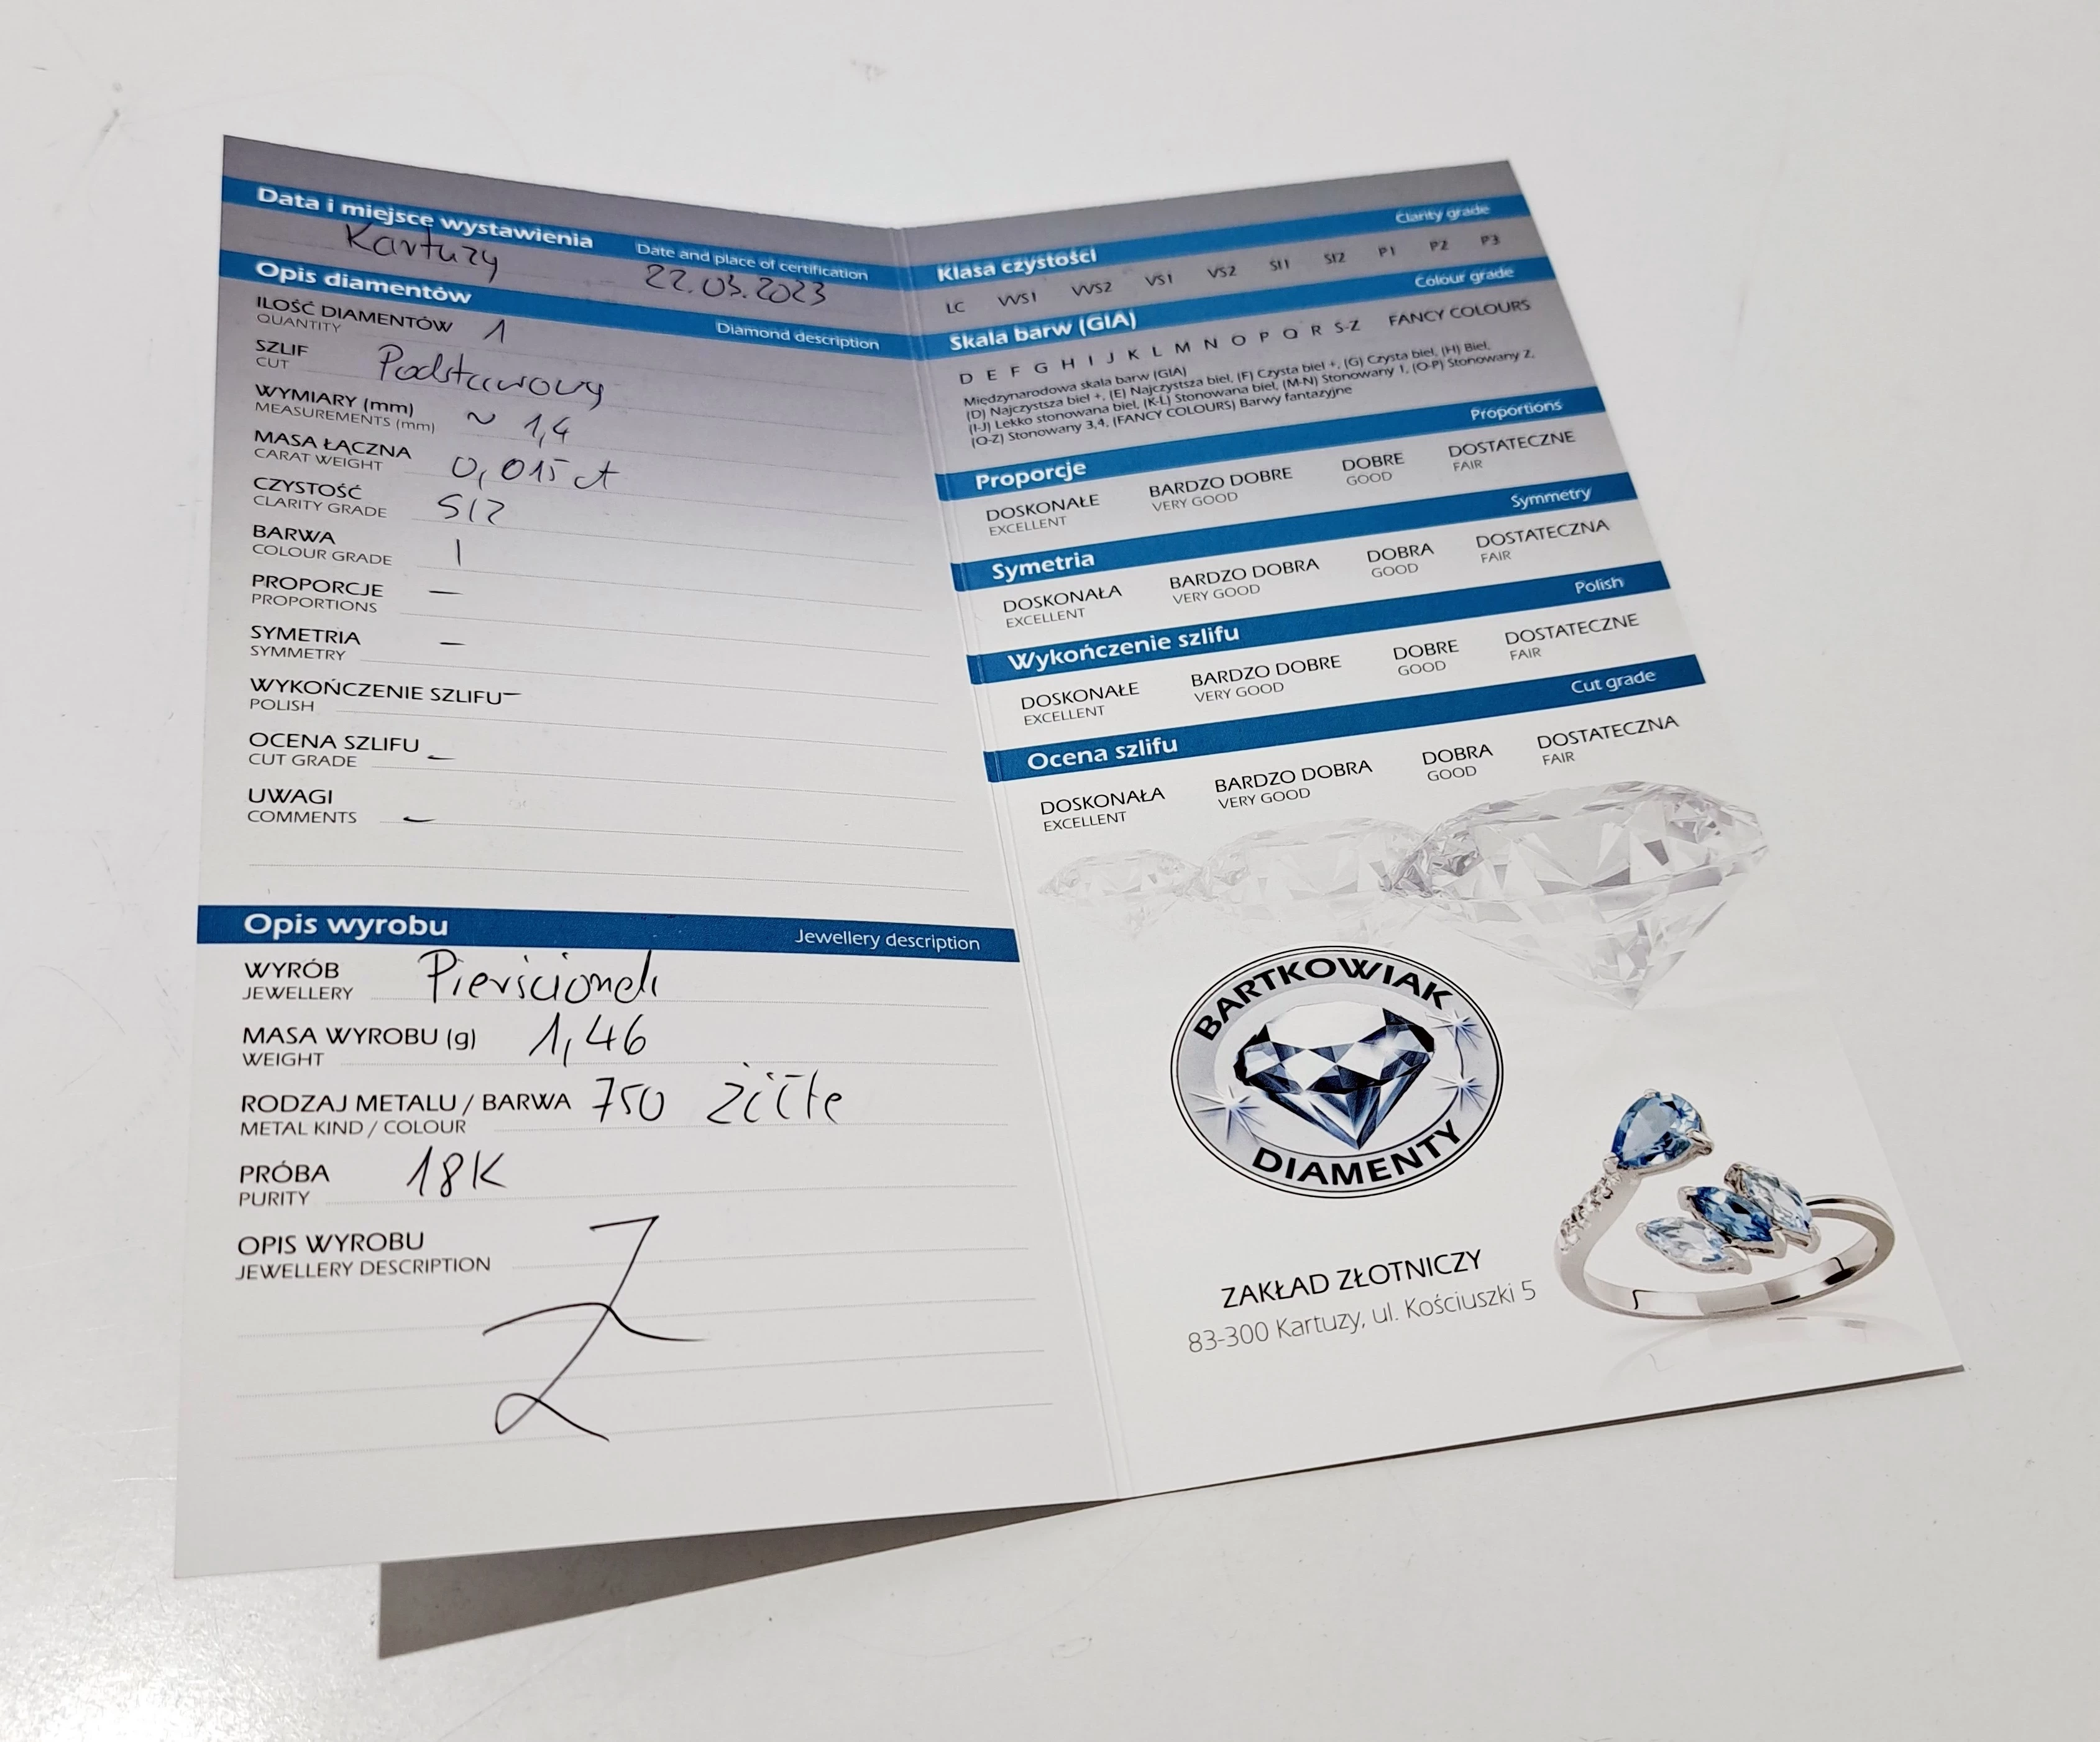 Data i miejsce wystawienia Date and place of certification
Kartuzy 22.03.2023
Opis diamentów Diamond description
ILOŚĆ DIAMENTÓW 1
QUANTITY
SZLIF Podstawowy
CUT
WYMIARY (mm) ~ 1,4
MEASUREMENTS (mm)
MASA ŁĄCZNA 0,015 ct
CARAT WEIGHT
CZYSTOŚĆ SI2
CLARITY GRADE
BARWA I
COLOUR GRADE
PROPORCJE —
PROPORTIONS
SYMETRIA —
SYMMETRY
WYKOŃCZENIE SZLIFU —
POLISH
OCENA SZLIFU —
CUT GRADE
UWAGI —
COMMENTS
Opis wyrobu Jewellery description
WYRÓB Pierścionek
JEWELLERY
MASA WYROBU (g) 1,46
WEIGHT
RODZAJ METALU / BARWA 750 żółte
METAL KIND / COLOUR
PRÓBA 18K
PURITY
OPIS WYROBU
JEWELLERY DESCRIPTION
Klasa czystości Clarity grade
LC VVS1 VVS2 VS1 VS2 SI1 SI2 P1 P2 P3
Skala barw (GIA) Colour grade
D E F G H I J K L M N O P Q R S-Z FANCY COLOURS
Międzynarodowa skala barw (GIA)
(D) Najczystsza biel +, (E) Najczystsza biel, (F) Czysta biel +, (G) Czysta biel, (H) Biel,
(I-J) Lekko stonowana biel, (K-L) Stonowana biel, (M-N) Stonowany 1, (O-P) Stonowany 2,
(Q-Z) Stonowany 3,4, (FANCY COLOURS) Barwy fantazyjne
Proporcje Proportions
DOSKONAŁE BARDZO DOBRE DOBRE DOSTATECZNE
EXCELLENT VERY GOOD GOOD FAIR
Symetria Symmetry
DOSKONAŁA BARDZO DOBRA DOBRA DOSTATECZNA
EXCELLENT VERY GOOD GOOD FAIR
Wykończenie szlifu Polish
DOSKONAŁE BARDZO DOBRE DOBRE DOSTATECZNE
EXCELLENT VERY GOOD GOOD FAIR
Ocena szlifu Cut grade
DOSKONAŁA BARDZO DOBRA DOBRA DOSTATECZNA
EXCELLENT VERY GOOD GOOD FAIR
BARTKOWIAK
DIAMENTY
ZAKŁAD ZŁOTNICZY
83-300 Kartuzy, ul. Kościuszki 5